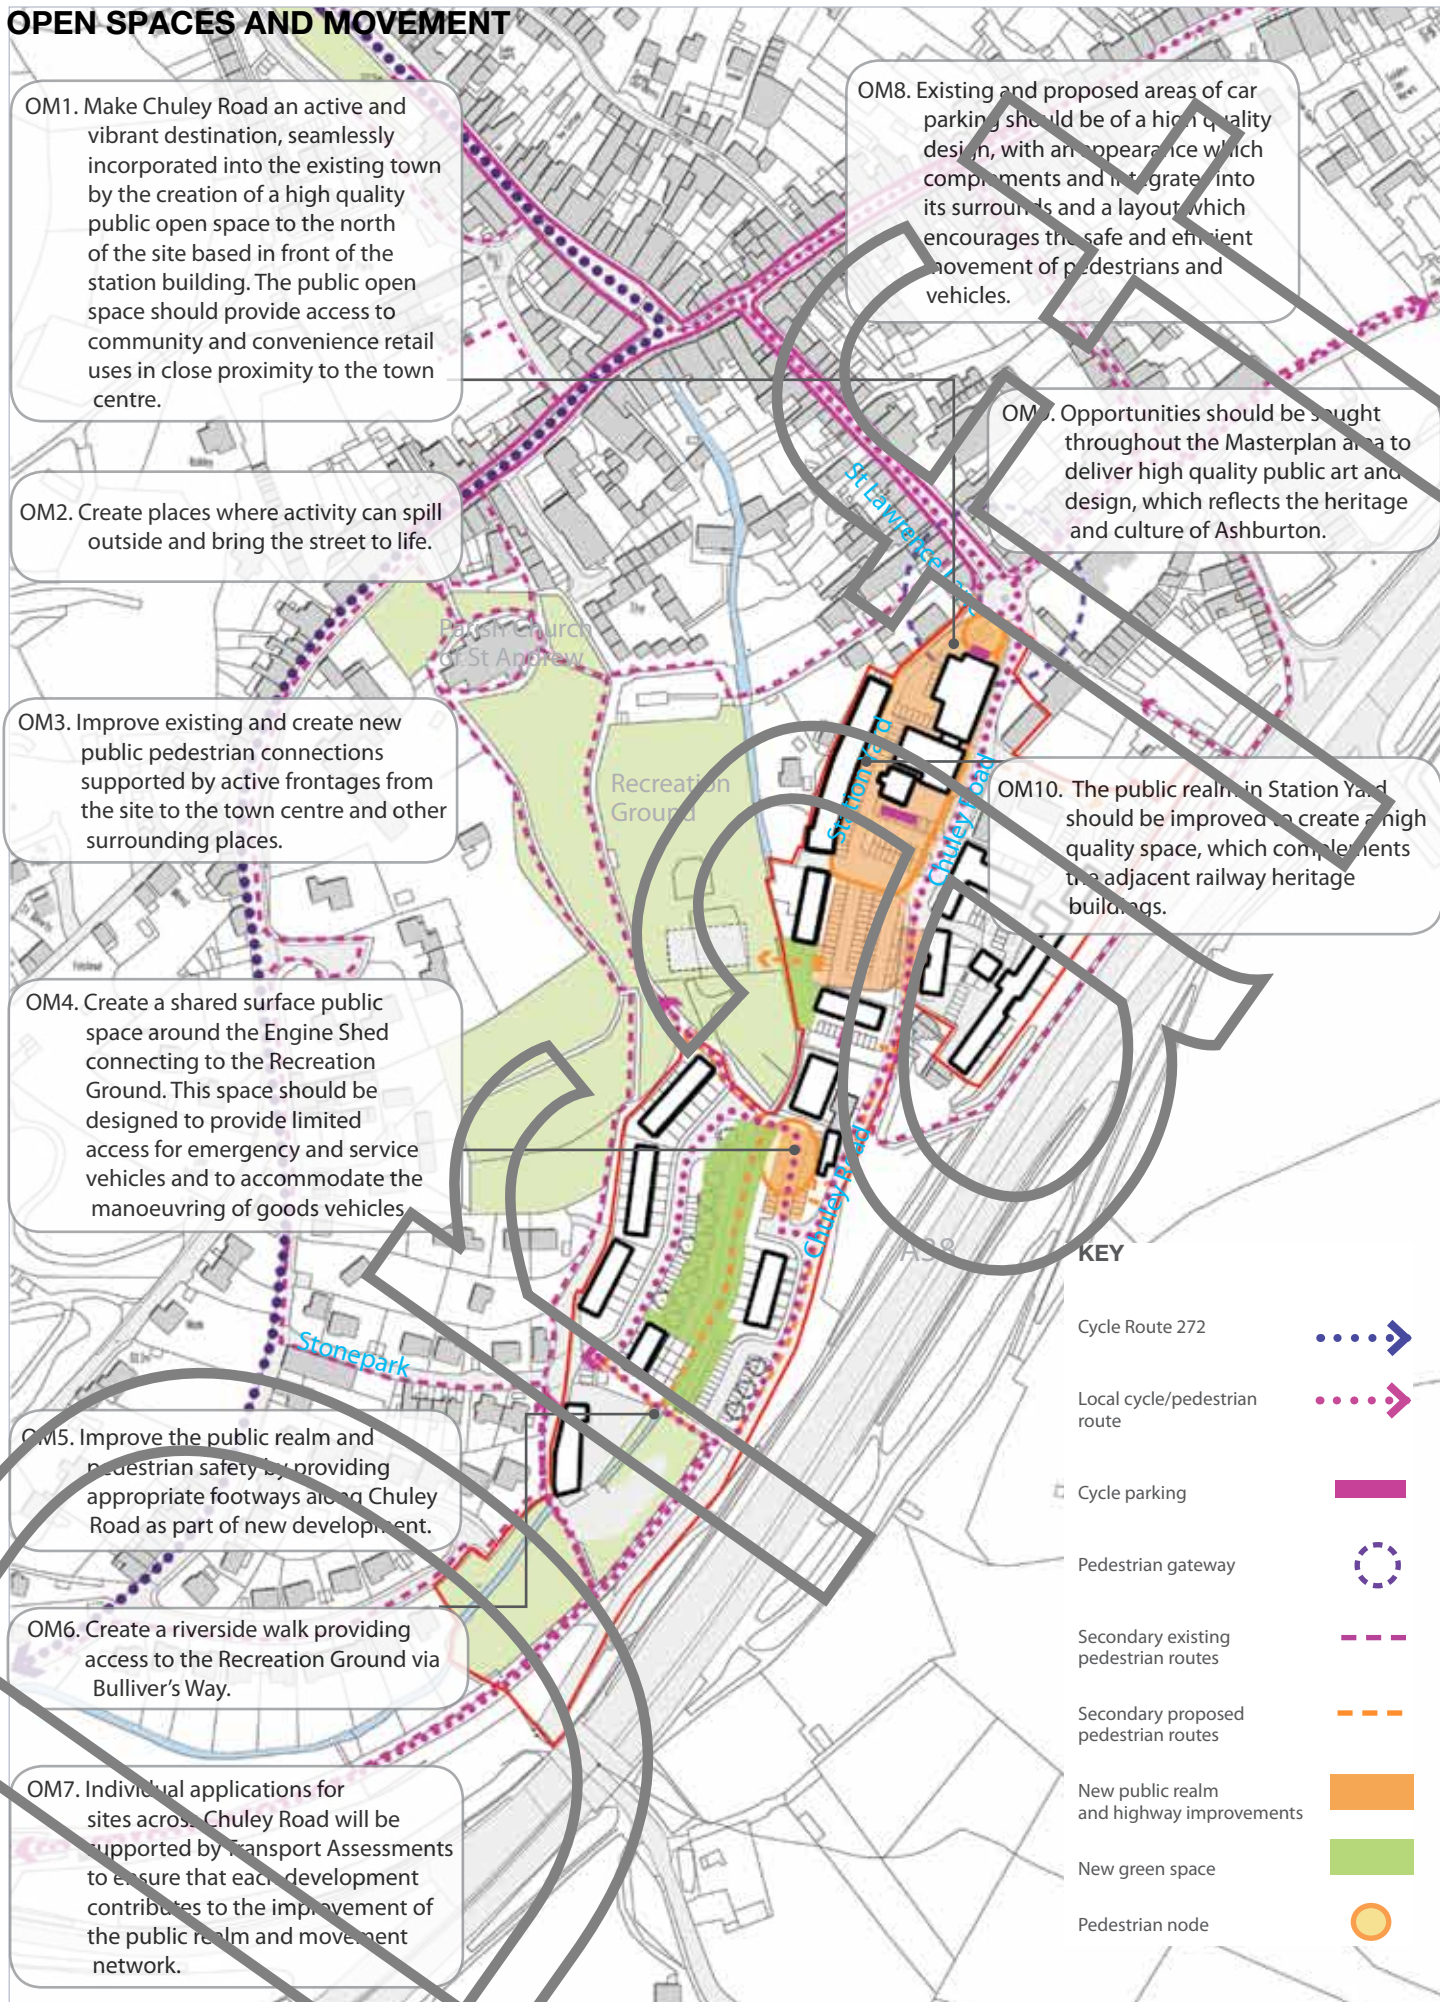 OPEN SPACES AND MOVEMENT
OM1. Make Chuley Road an active and
vibrant destination, seamlessly
incorporated into the existing town
by the creation of a high quality
public open space to the north
of the site based in front of the
station building. The public open
space should provide access to
community and convenience retail
uses in close proximity to the town
centre.
OM2. Create places where activity can spill
outside and bring the street to life.
OM3. Improve existing and create new
public pedestrian connections
supported by active frontages from
the site to the town centre and other
surrounding places.
OM4. Create a shared surface public
space around the Engine Shed
connecting to the Recreation
Ground. This space should be
designed to provide limited
access for emergency and service
vehicles and to accommodate the
manoeuvring of goods vehicles.
OM5. Improve the public realm and
pedestrian safety by providing
appropriate footways along Chuley
Road as part of new development.
OM6. Create a riverside walk providing
access to the Recreation Ground via
Bulliver's Way.
OM7. Individual applications for
sites across Chuley Road will be
supported by Transport Assessments
to ensure that each development
contributes to the improvement of
the public realm and movement
network.
OM8. Existing and proposed areas of car
parking should be of a high quality
design, with an appearance which
complements and integrates into
its surrounds and a layout which
encourages the safe and efficient
movement of pedestrians and
vehicles.
OM9. Opportunities should be sought
throughout the Masterplan area to
deliver high quality public art and
design, which reflects the heritage
and culture of Ashburton.
OM10. The public realm in Station Yard
should be improved to create a high
quality space, which complements
the adjacent railway heritage
buildings.
St Lawrence Lane
Parish Church
of St Andrew
Recreation
Ground
Station Yard
Chuley Road
Chuley Road
Stonepark
A38
DRAFT
KEY
Cycle Route 272
Local cycle/pedestrian
route
Cycle parking
Pedestrian gateway
Secondary existing
pedestrian routes
Secondary proposed
pedestrian routes
New public realm
and highway improvements
New green space
Pedestrian node